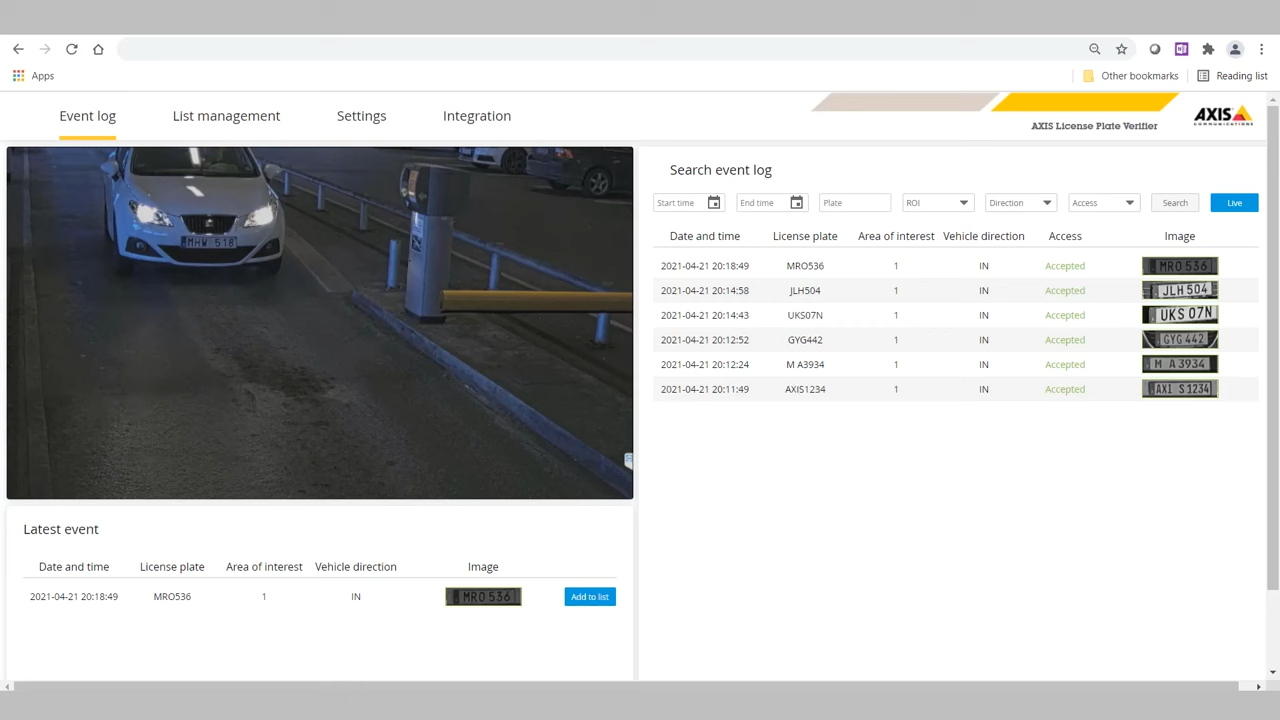 Apps
Other bookmarks
Reading list
Event log
List management
Settings
Integration
AXIS License Plate Verifier
AXIS
COMMUNICATIONS
MHW 518
Search event log
Start time
End time
Plate
ROI
Direction
Access
Search
Live
Date and time License plate Area of interest Vehicle direction Access Image
2021-04-21 20:18:49 MRO536 1 IN Accepted MRO 536
2021-04-21 20:14:58 JLH504 1 IN Accepted JLH 504
2021-04-21 20:14:43 UKS07N 1 IN Accepted UKS 07N
2021-04-21 20:12:52 GYG442 1 IN Accepted GYG 442
2021-04-21 20:12:24 M A3934 1 IN Accepted M A3934
2021-04-21 20:11:49 AXIS1234 1 IN Accepted AXI S1234
Latest event
Date and time License plate Area of interest Vehicle direction Image
2021-04-21 20:18:49 MRO536 1 IN MRO 536 Add to list